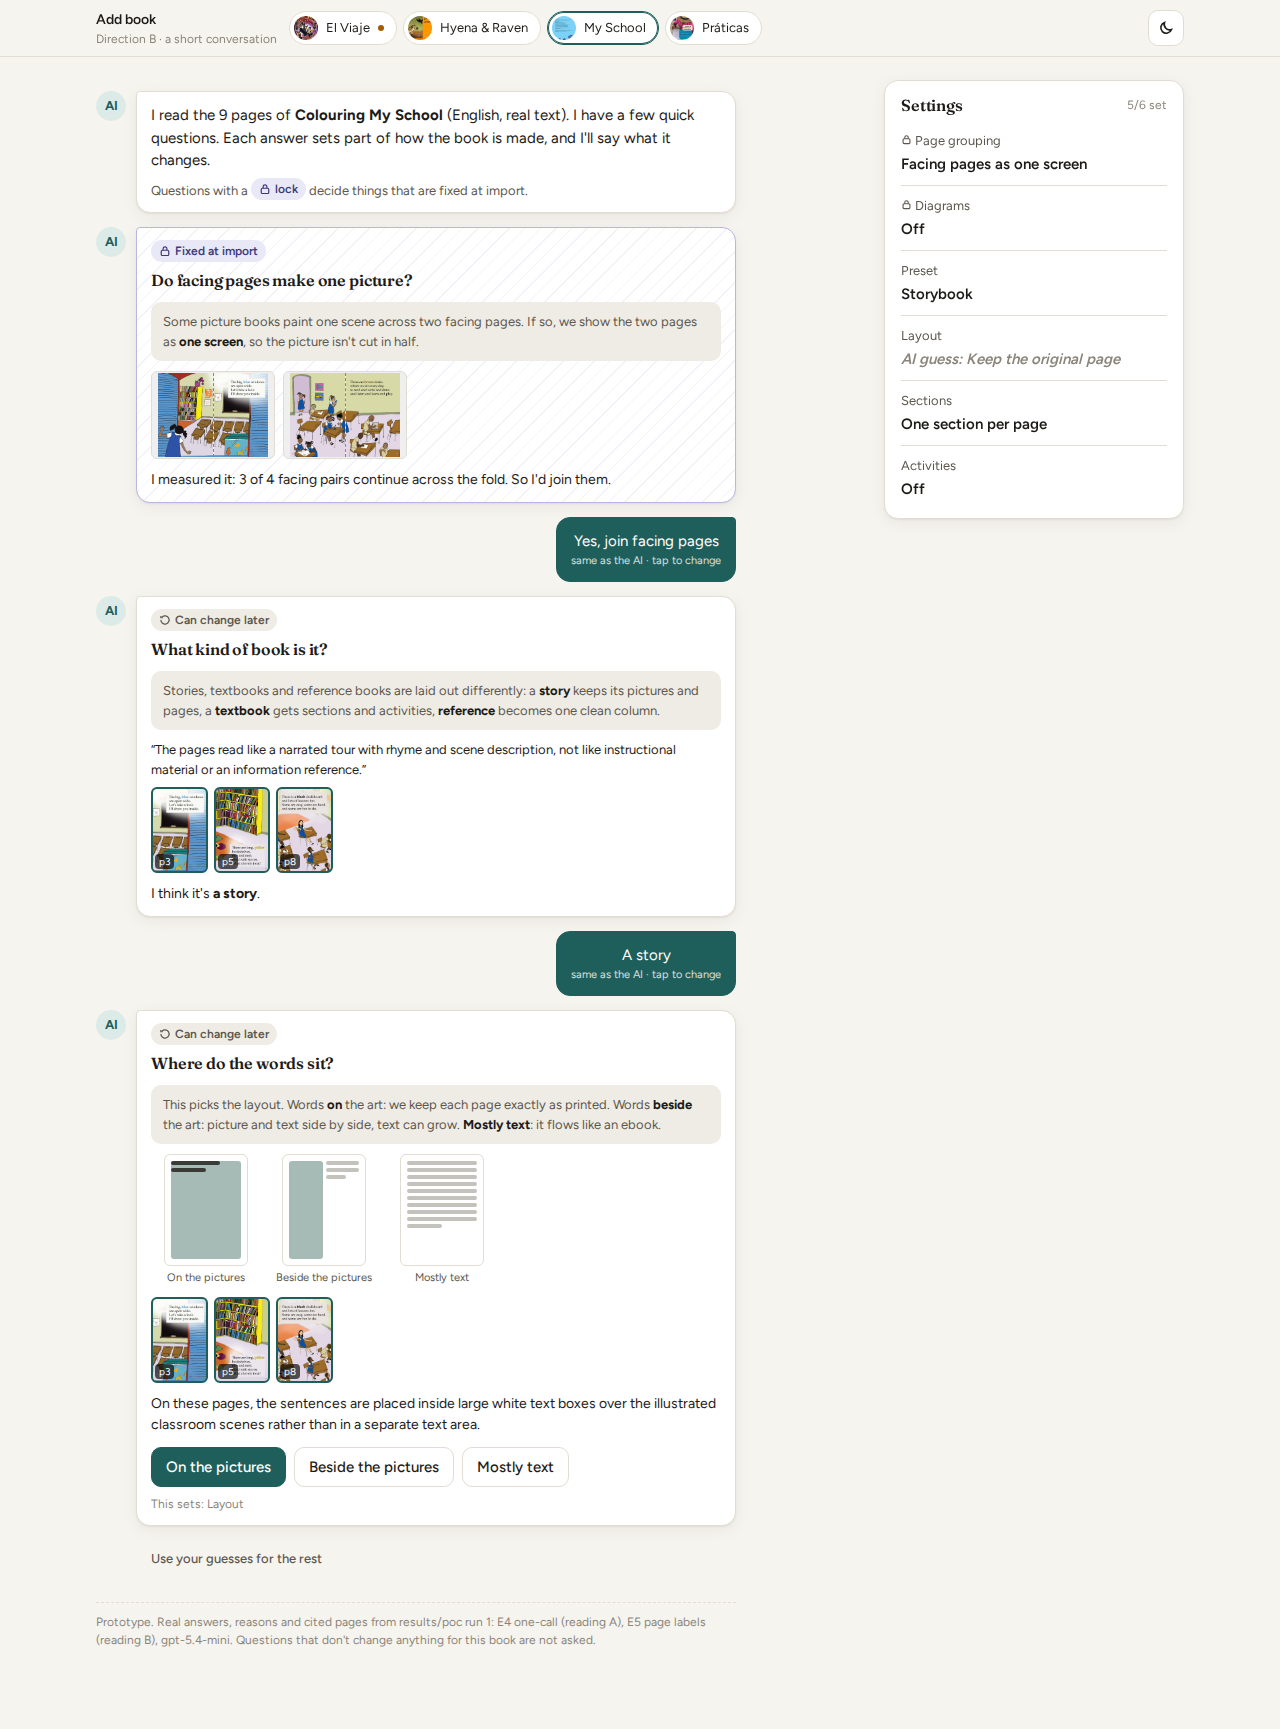 Add book
Direction B · a short conversation
El Viaje
Hyena & Raven
My School
Práticas
AI
I read the 9 pages of Colouring My School (English, real text). I have a few quick
questions. Each answer sets part of how the book is made, and I'll say what it
changes.
Questions with a lock decide things that are fixed at import.
AI
Fixed at import
Do facing pages make one picture?
Some picture books paint one scene across two facing pages. If so, we show the two pages
as one screen, so the picture isn't cut in half.
I measured it: 3 of 4 facing pairs continue across the fold. So I'd join them.
Yes, join facing pages
same as the AI · tap to change
AI
Can change later
What kind of book is it?
Stories, textbooks and reference books are laid out differently: a story keeps its pictures and
pages, a textbook gets sections and activities, reference becomes one clean column.
“The pages read like a narrated tour with rhyme and scene description, not like instructional
material or an information reference.”
p3
p5
p8
I think it's a story.
A story
same as the AI · tap to change
AI
Can change later
Where do the words sit?
This picks the layout. Words on the art: we keep each page exactly as printed. Words beside
the art: picture and text side by side, text can grow. Mostly text: it flows like an ebook.
On the pictures
Beside the pictures
Mostly text
p3
p5
p8
On these pages, the sentences are placed inside large white text boxes over the illustrated
classroom scenes rather than in a separate text area.
On the pictures
Beside the pictures
Mostly text
This sets: Layout
Use your guesses for the rest
Prototype. Real answers, reasons and cited pages from results/poc run 1: E4 one-call (reading A), E5 page labels
(reading B), gpt-5.4-mini. Questions that don't change anything for this book are not asked.
Settings
5/6 set
Page grouping
Facing pages as one screen
Diagrams
Off
Preset
Storybook
Layout
AI guess: Keep the original page
Sections
One section per page
Activities
Off